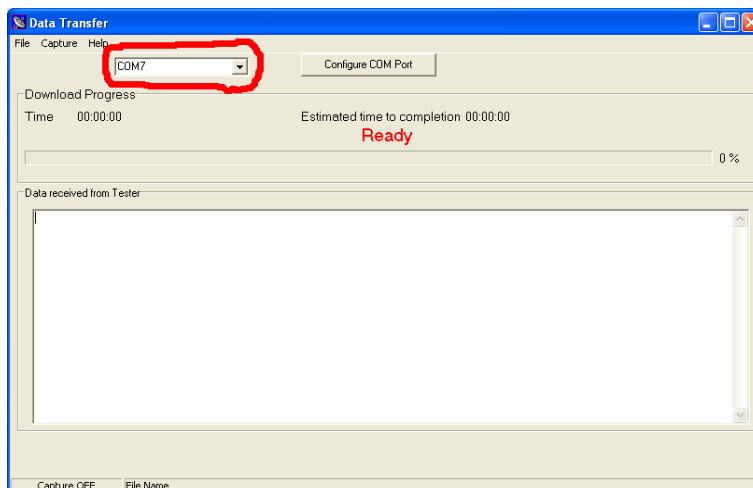 Data Transfer
File Capture Help
COM7
Configure COM Port
Download Progress
Time 00:00:00 Estimated time to completion 00:00:00
Ready
0 %
Data received from Tester
Capture OFF File Name